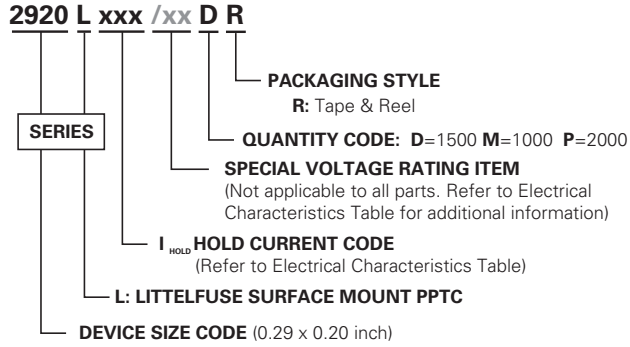 2920 L xxx /xx D R
PACKAGING STYLE
R: Tape & Reel
SERIES
QUANTITY CODE: D=1500 M=1000 P=2000
SPECIAL VOLTAGE RATING ITEM
(Not applicable to all parts. Refer to Electrical
Characteristics Table for additional information)
I HOLD HOLD CURRENT CODE
(Refer to Electrical Characteristics Table)
L: LITTELFUSE SURFACE MOUNT PPTC
DEVICE SIZE CODE (0.29 x 0.20 inch)